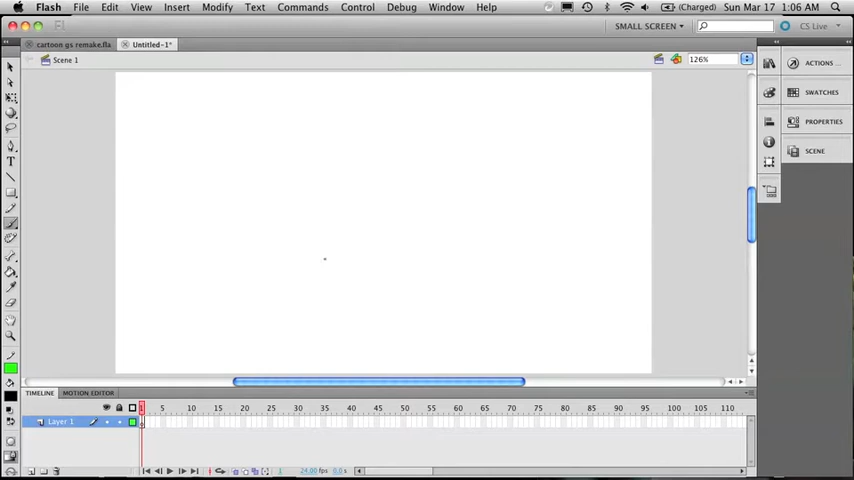 Flash File Edit View Insert Modify Text Commands Control Debug Window Help (Charged) Sun Mar 17 1:06 AM
Fl SMALL SCREEN CS Live
cartoon gs remake.fla Untitled-1*
Scene 1 126%
ACTIONS ...
SWATCHES
PROPERTIES
SCENE
T
TIMELINE MOTION EDITOR
1 5 10 15 20 25 30 35 40 45 50 55 60 65 70 75 80 85 90 95 100 105 110
Layer 1
1 24.00 fps 0.0 s